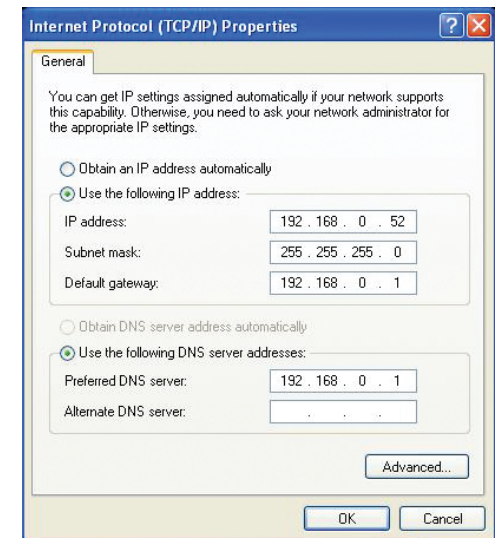 Internet Protocol (TCP/IP) Properties
General
You can get IP settings assigned automatically if your network supports
this capability. Otherwise, you need to ask your network administrator for
the appropriate IP settings.
Obtain an IP address automatically
Use the following IP address:
IP address: 192 . 168 . 0 . 52
Subnet mask: 255 . 255 . 255 . 0
Default gateway: 192 . 168 . 0 . 1
Obtain DNS server address automatically
Use the following DNS server addresses:
Preferred DNS server: 192 . 168 . 0 . 1
Alternate DNS server: . . .
Advanced...
OK Cancel